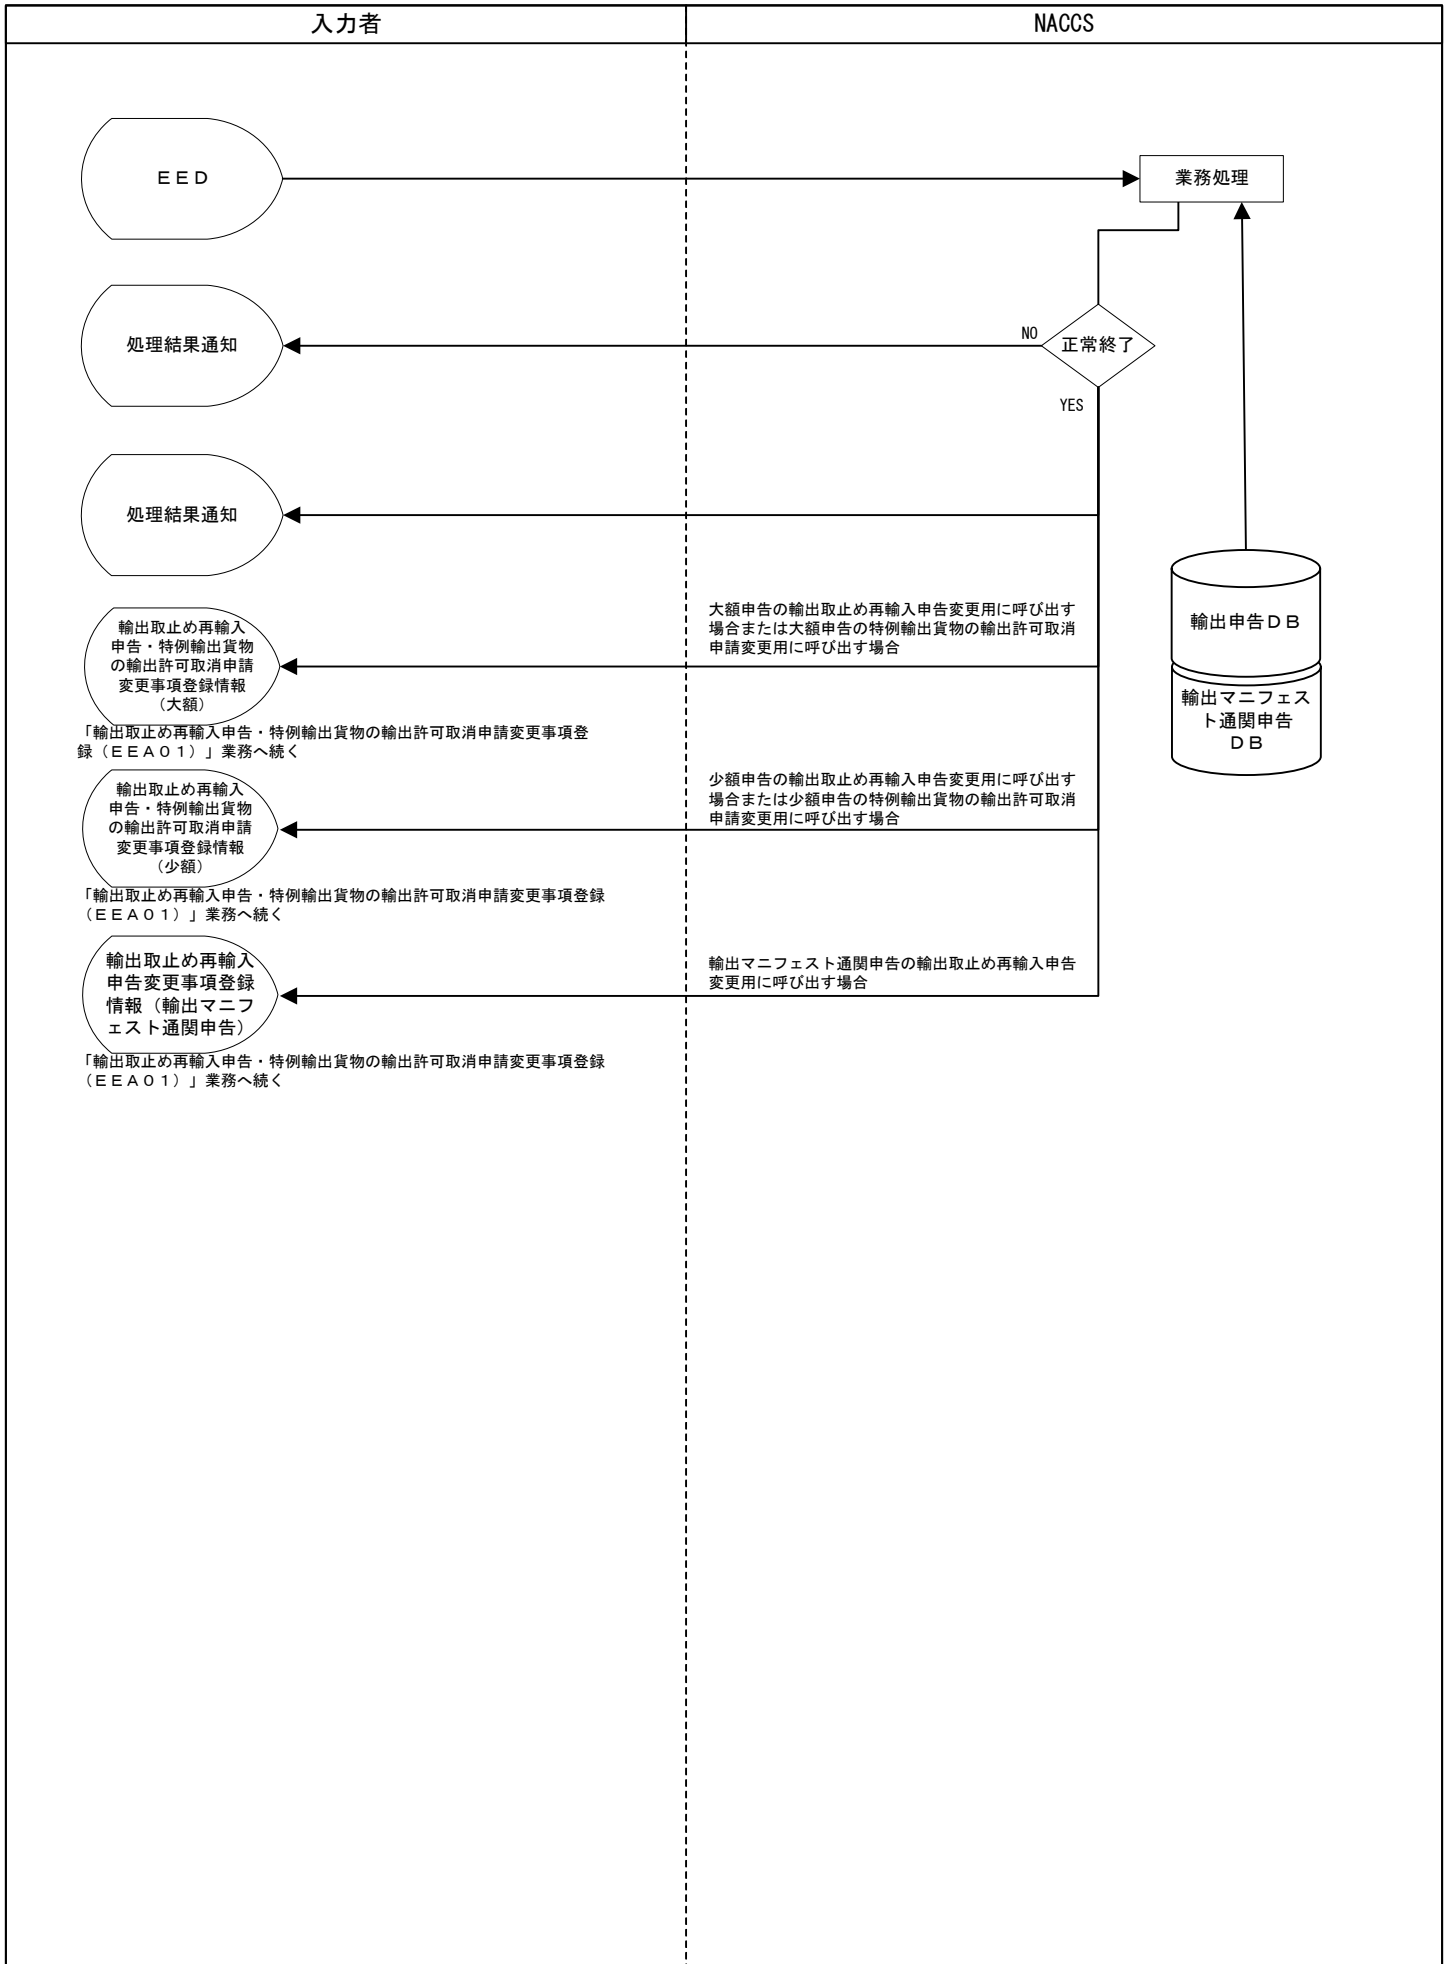 入力者
NACCS
ＥＥＤ
業務処理
処理結果通知
NO
正常終了
YES
処理結果通知
輸出取止め再輸入
申告・特例輸出貨物
の輸出許可取消申請
変更事項登録情報
（大額）
大額申告の輸出取止め再輸入申告変更用に呼び出す
場合または大額申告の特例輸出貨物の輸出許可取消
申請変更用に呼び出す場合
輸出申告ＤＢ
輸出マニフェス
ト通関申告
ＤＢ
「輸出取止め再輸入申告・特例輸出貨物の輸出許可取消申請変更事項登
録（ＥＥＡ０１）」業務へ続く
輸出取止め再輸入
申告・特例輸出貨物
の輸出許可取消申請
変更事項登録情報
（少額）
少額申告の輸出取止め再輸入申告変更用に呼び出す
場合または少額申告の特例輸出貨物の輸出許可取消
申請変更用に呼び出す場合
「輸出取止め再輸入申告・特例輸出貨物の輸出許可取消申請変更事項登録
（ＥＥＡ０１）」業務へ続く
輸出取止め再輸入
申告変更事項登録
情報（輸出マニフ
ェスト通関申告）
輸出マニフェスト通関申告の輸出取止め再輸入申告
変更用に呼び出す場合
「輸出取止め再輸入申告・特例輸出貨物の輸出許可取消申請変更事項登録
（ＥＥＡ０１）」業務へ続く